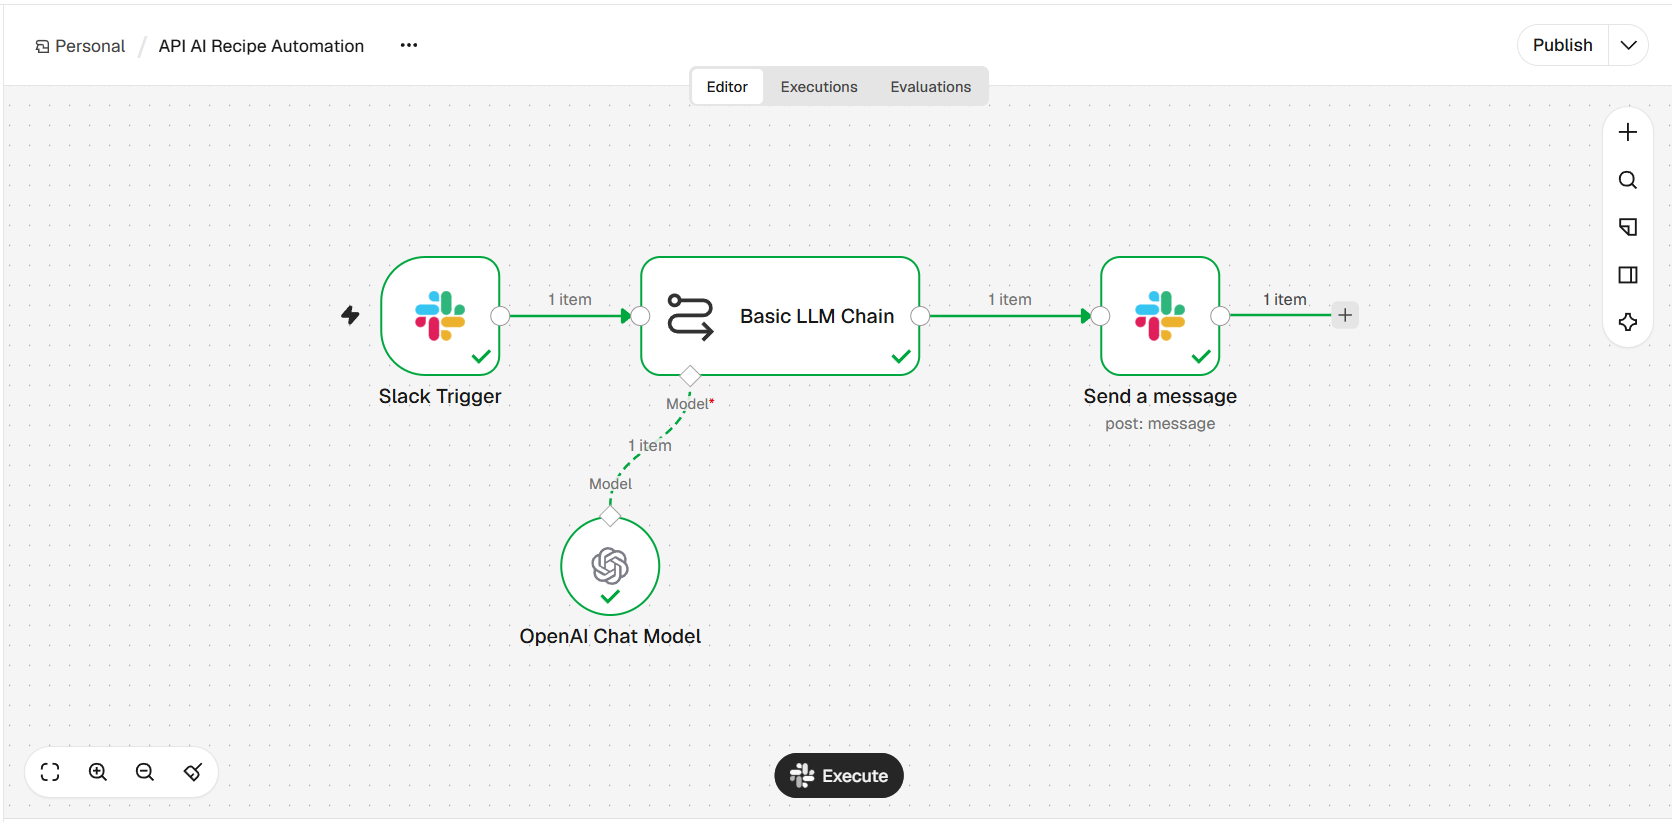 Personal / API AI Recipe Automation
Publish
Editor Executions Evaluations
1 item 1 item 1 item
Basic LLM Chain
Slack Trigger
Send a message
Model*
post: message
1 item
Model
OpenAI Chat Model
Execute